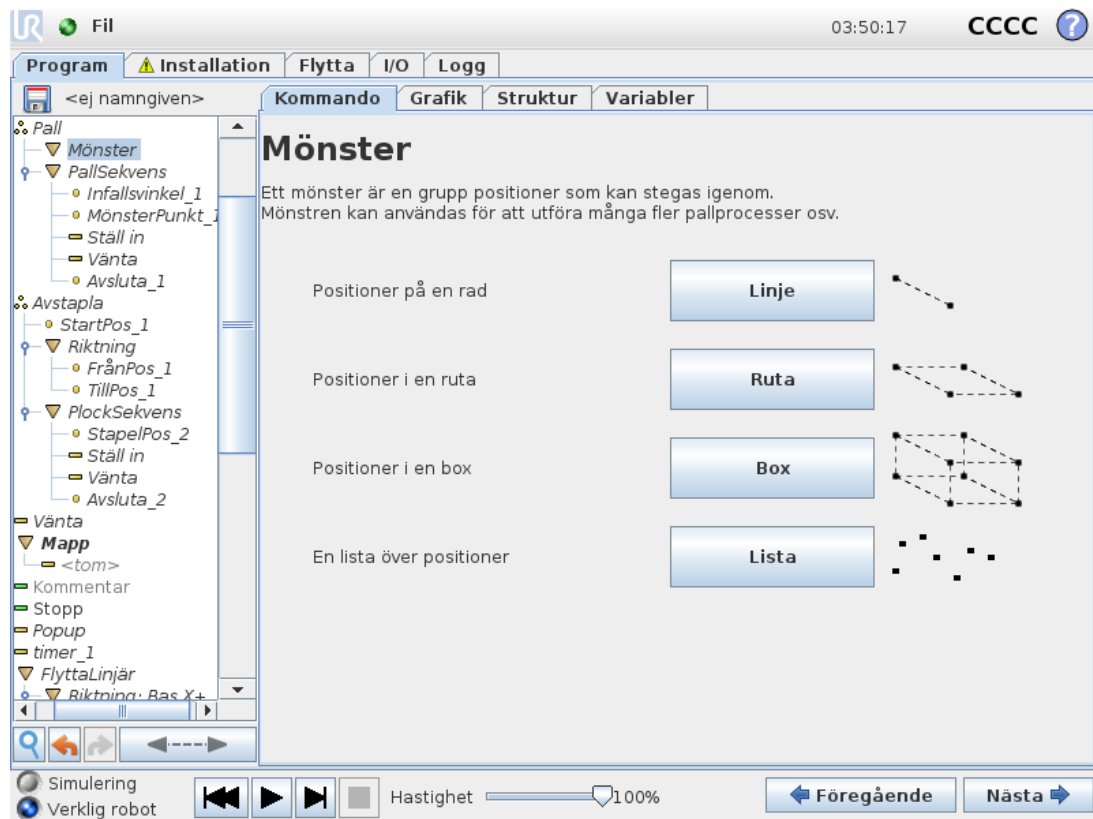 UR Fil 03:50:17 CCCC ?
Program Installation Flytta I/O Logg
<ej namngiven> Kommando Grafik Struktur Variabler
Pall
Mönster
PallSekvens
Infallsvinkel_1
MönsterPunkt_1
Ställ in
Vänta
Avsluta_1
Avstapla
StartPos_1
Riktning
FrånPos_1
TillPos_1
PlockSekvens
StapelPos_2
Ställ in
Vänta
Avsluta_2
Vänta
Mapp
<tom>
Kommentar
Stopp
Popup
timer_1
FlyttaLinjär
Riktning: Bas X+
Mönster
Ett mönster är en grupp positioner som kan stegas igenom.
Mönstren kan användas för att utföra många fler pallprocesser osv.
Positioner på en rad Linje
Positioner i en ruta Ruta
Positioner i en box Box
En lista över positioner Lista
Simulering
Verklig robot
Hastighet 100%
Föregående Nästa